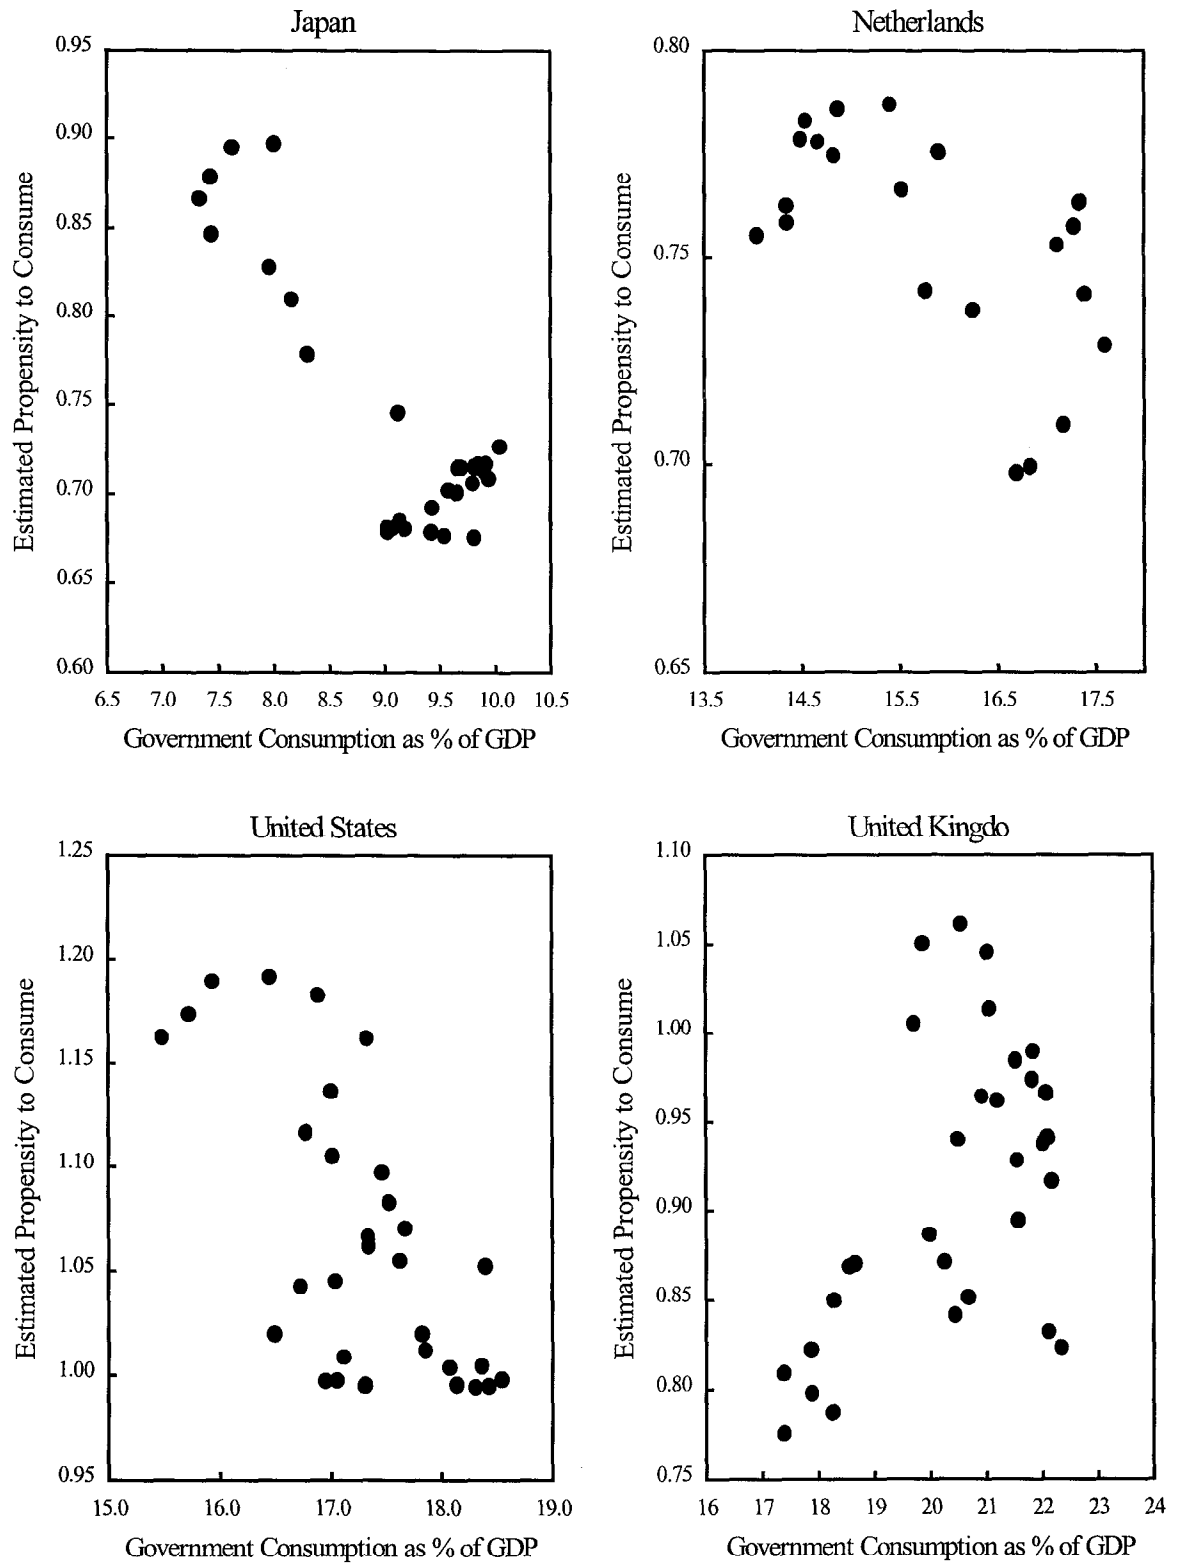 Japan
0.95
0.90
0.85
0.80
0.75
0.70
0.65
0.60
6.5 7.0 7.5 8.0 8.5 9.0 9.5 10.0 10.5
Estimated Propensity to Consume
Government Consumption as % of GDP
Netherlands
0.80
0.75
0.70
0.65
13.5 14.5 15.5 16.5 17.5
Estimated Propensity to Consume
Government Consumption as % of GDP
United States
1.25
1.20
1.15
1.10
1.05
1.00
0.95
15.0 16.0 17.0 18.0 19.0
Estimated Propensity to Consume
Government Consumption as % of GDP
United Kingdo
1.10
1.05
1.00
0.95
0.90
0.85
0.80
0.75
16 17 18 19 20 21 22 23 24
Estimated Propensity to Consume
Government Consumption as % of GDP